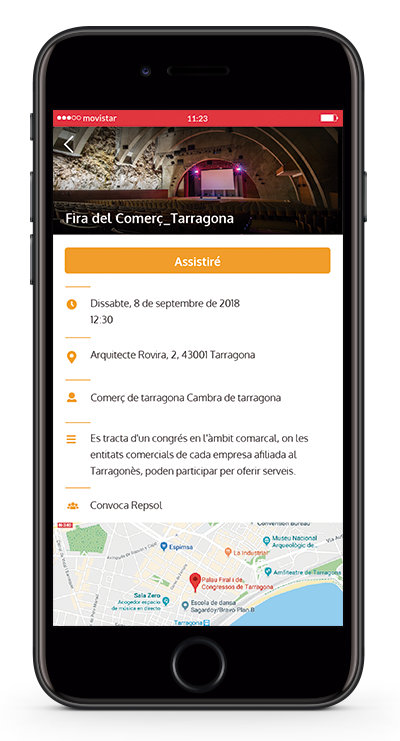 movistar 11:23
Fira del Comerç_Tarragona
Assistiré
Dissabte, 8 de septembre de 2018
12:30
Arquitecte Rovira, 2, 43001 Tarragona
Comerç de tarragona Cambra de tarragona
Es tracta d'un congrés en l'àmbit comarcal, on les
entitats comercials de cada empresa afiliada al
Tarragonès, poden participar per oferir serveis.
Convoca Repsol
N-240
Convention Bureau
Museu Nacional
Arqueològic de...
Espimsa
La Industrial
Amfiteatre de Tarragona
Palau Firal i de
Congressos de Tarragona
Sala Zero
Acogedor espacio
de música en directo
Escola de dansa
Sagardoy/Bravo Plan B
Tarragona